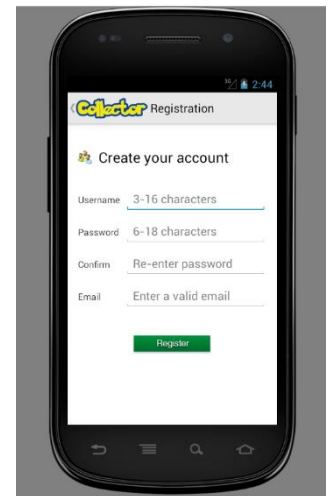 2:44
Collector Registration
Create your account
Username 3-16 characters
Password 6-18 characters
Confirm Re-enter password
Email Enter a valid email
Register